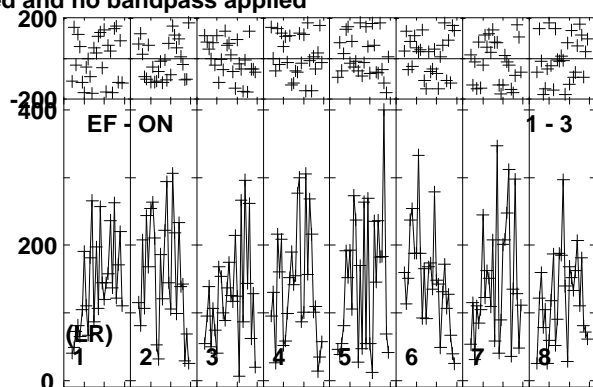 ed and no bandpass applied
200
-200
400
EF - ON 1 - 3
200
(LR)
1 2 3 4 5 6 7 8
0